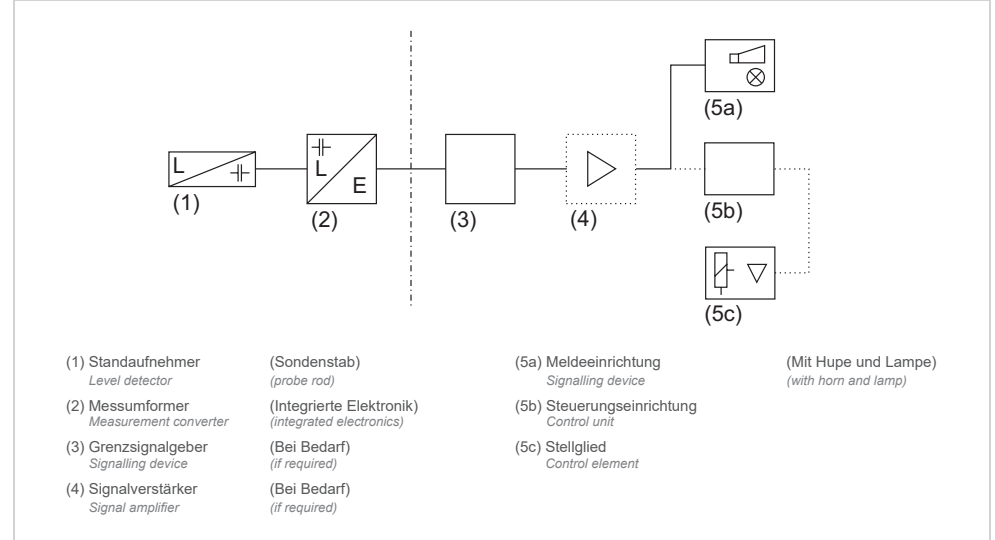 L
L
E
(1)
(2)
(3)
(4)
(5a)
(5b)
(5c)
(1) Standaufnehmer (Sondenstab)
Level detector (probe rod)
(2) Messumformer (Integrierte Elektronik)
Measurement converter (integrated electronics)
(3) Grenzsignalgeber (Bei Bedarf)
Signalling device (if required)
(4) Signalverstärker (Bei Bedarf)
Signal amplifier (if required)
(5a) Meldeeinrichtung (Mit Hupe und Lampe)
Signalling device (with horn and lamp)
(5b) Steuerungseinrichtung
Control unit
(5c) Stellglied
Control element